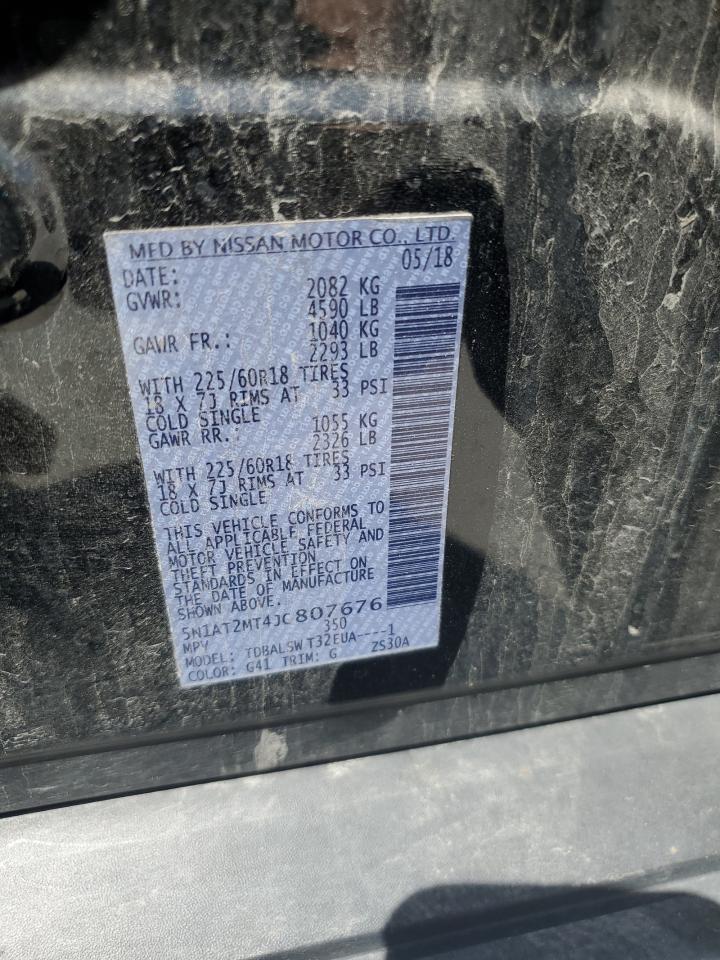 MFD BY NISSAN MOTOR CO., LTD.
DATE: 05/18
GVWR: 2082 KG
4590 LB
GAWR FR.: 1040 KG
2293 LB
WITH 225/60R18 TIRES
18 X 7J RIMS AT 33 PSI
COLD SINGLE
GAWR RR.: 1055 KG
2326 LB
WITH 225/60R18 TIRES
18 X 7J RIMS AT 33 PSI
COLD SINGLE
THIS VEHICLE CONFORMS TO
ALL APPLICABLE FEDERAL
MOTOR VEHICLE SAFETY AND
THEFT PREVENTION
STANDARDS IN EFFECT ON
THE DATE OF MANUFACTURE
SHOWN ABOVE.
5N1AT2MT4JC807676
MPV 350
MODEL: TDBALSW T32EUA----1
COLOR: G41 TRIM: G ZS30A